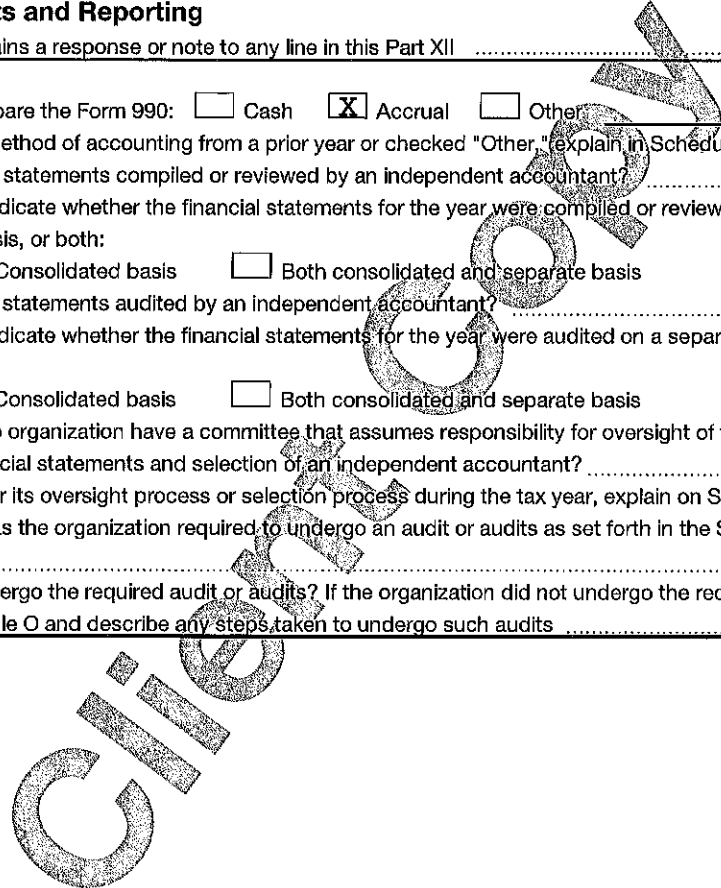 ts and Reporting
ains a response or note to any line in this Part XII
pare the Form 990: Cash X Accrual Other
ethod of accounting from a prior year or checked "Other," explain in Schedu
statements compiled or reviewed by an independent accountant?
dicate whether the financial statements for the year were compiled or review
sis, or both:
Consolidated basis Both consolidated and separate basis
statements audited by an independent accountant?
dicate whether the financial statements for the year were audited on a separ
Consolidated basis Both consolidated and separate basis
organization have a committee that assumes responsibility for oversight of
cial statements and selection of an independent accountant?
r its oversight process or selection process during the tax year, explain on S
as the organization required to undergo an audit or audits as set forth in the S
ergo the required audit or audits? If the organization did not undergo the req
le O and describe any steps taken to undergo such audits
Client Copy